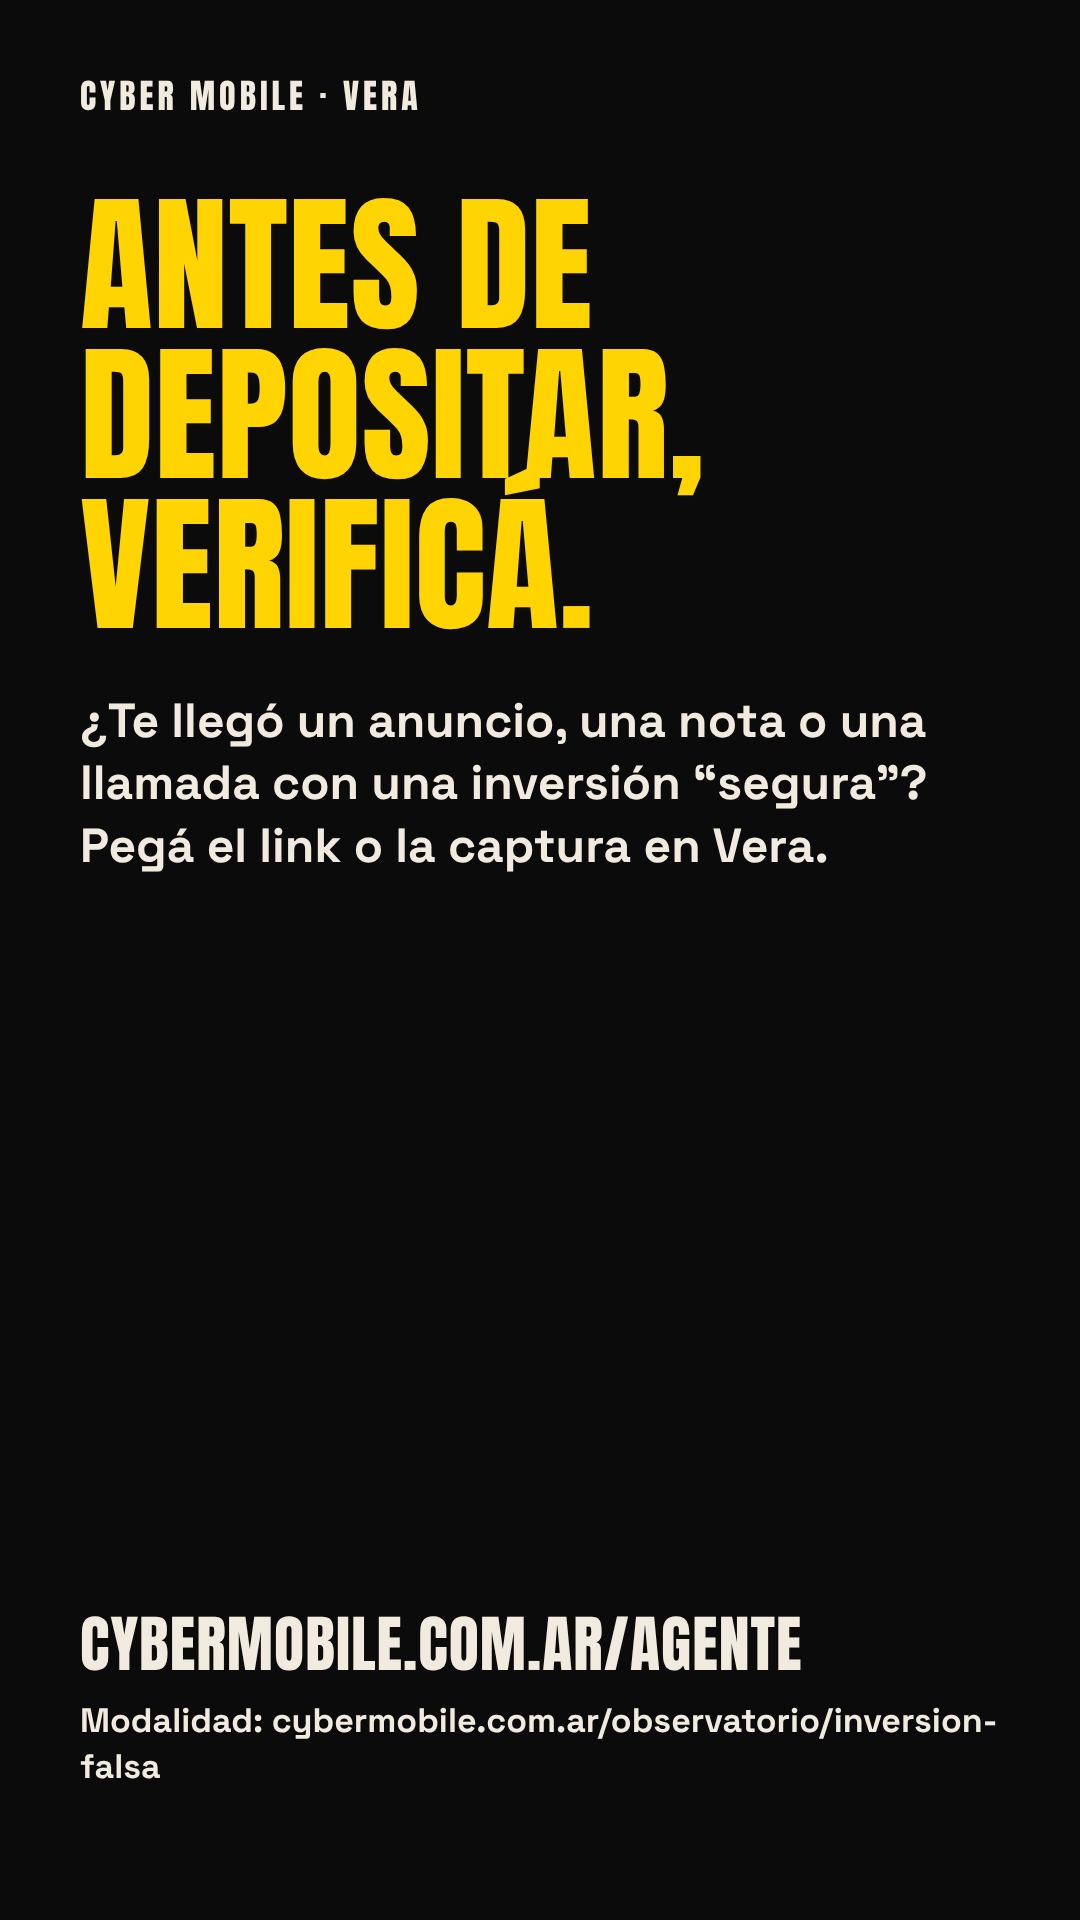 CYBER MOBILE · VERA
ANTES DE
DEPOSITAR,
VERIFICÁ.
¿Te llegó un anuncio, una nota o una
llamada con una inversión “segura”?
Pegá el link o la captura en Vera.
CYBERMOBILE.COM.AR/AGENTE
Modalidad: cybermobile.com.ar/observatorio/inversion-
falsa